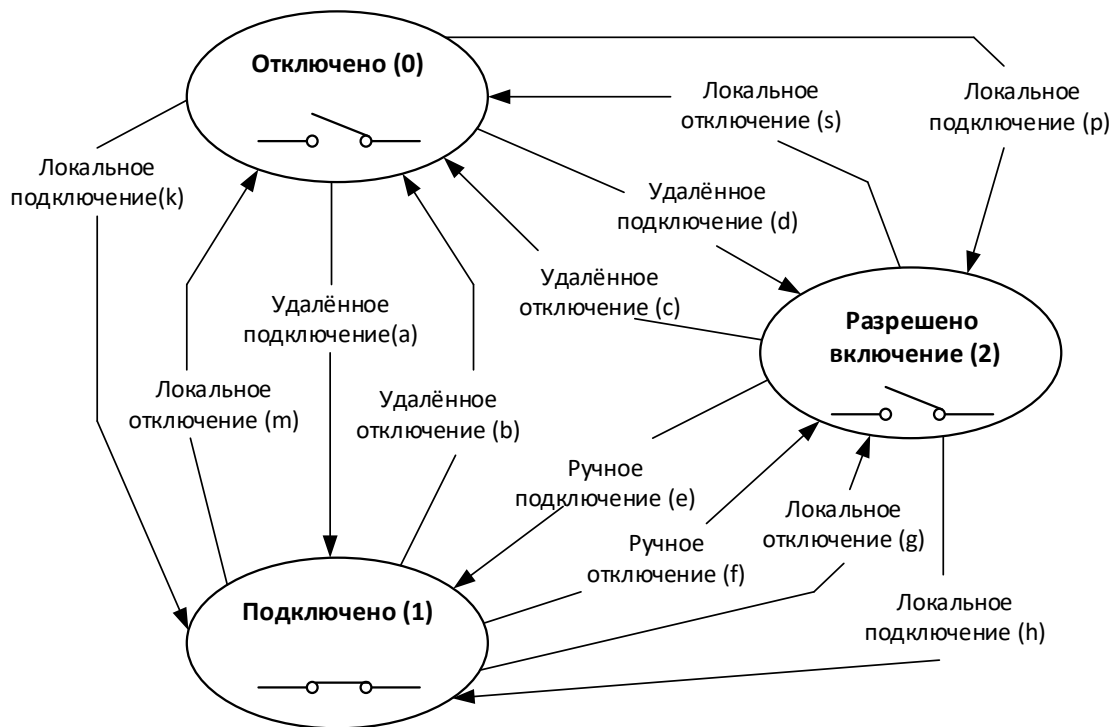 Отключено (0)
Локальное
отключение (s)
Локальное
подключение (p)
Локальное
подключение(k)
Удалённое
подключение (d)
Удалённое
отключение (c)
Удалённое
подключение(a)
Разрешено
включение (2)
Локальное
отключение (m)
Удалённое
отключение (b)
Ручное
подключение (e)
Локальное
отключение (g)
Ручное
отключение (f)
Подключено (1)
Локальное
подключение (h)